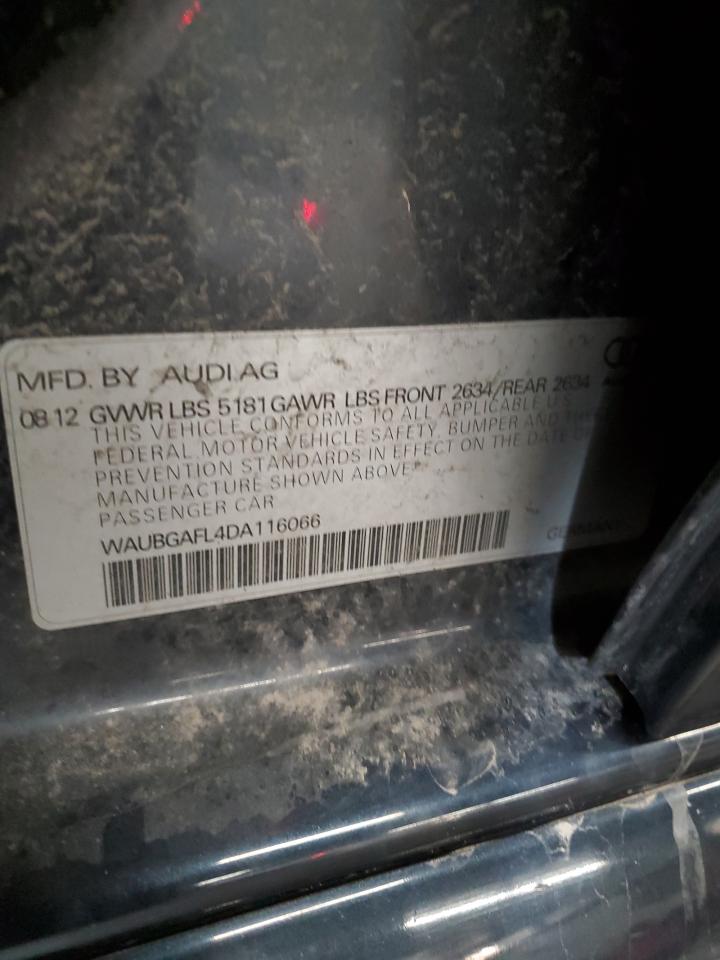 MFD. BY AUDI AG
08 12 GVWR LBS 5181 GAWR LBS FRONT 2634/REAR 2634
THIS VEHICLE CONFORMS TO ALL APPLICABLE U.S.
FEDERAL MOTOR VEHICLE SAFETY, BUMPER AND
PREVENTION STANDARDS IN EFFECT ON THE DATE
MANUFACTURE SHOWN ABOVE.
PASSENGER CAR
WAUBGAFL4DA116066
GERMANY